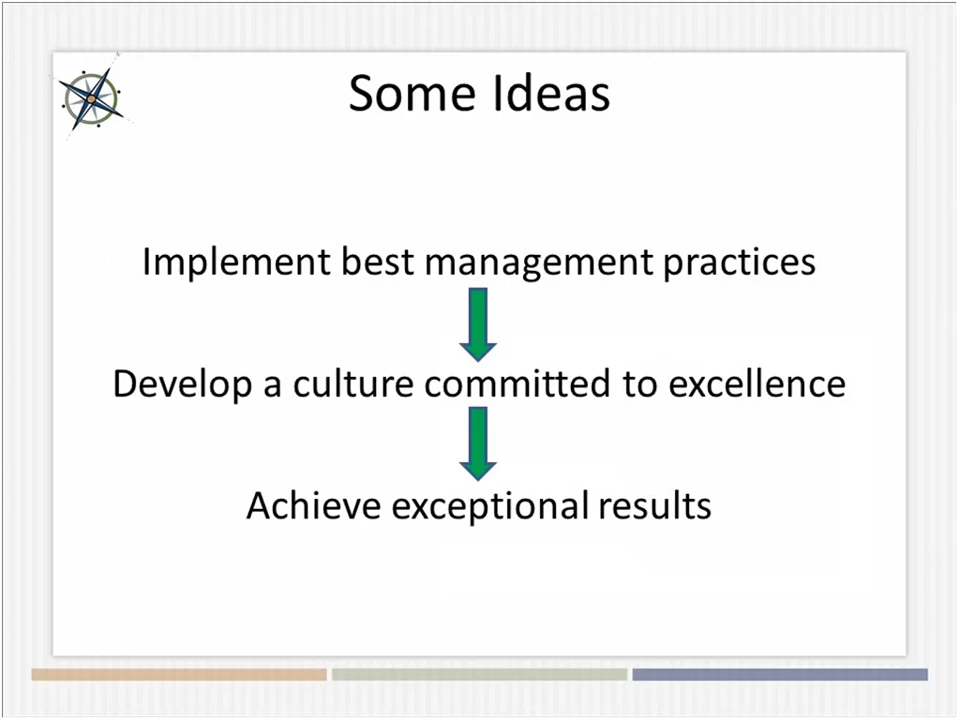 Some Ideas
Implement best management practices
Develop a culture committed to excellence
Achieve exceptional results